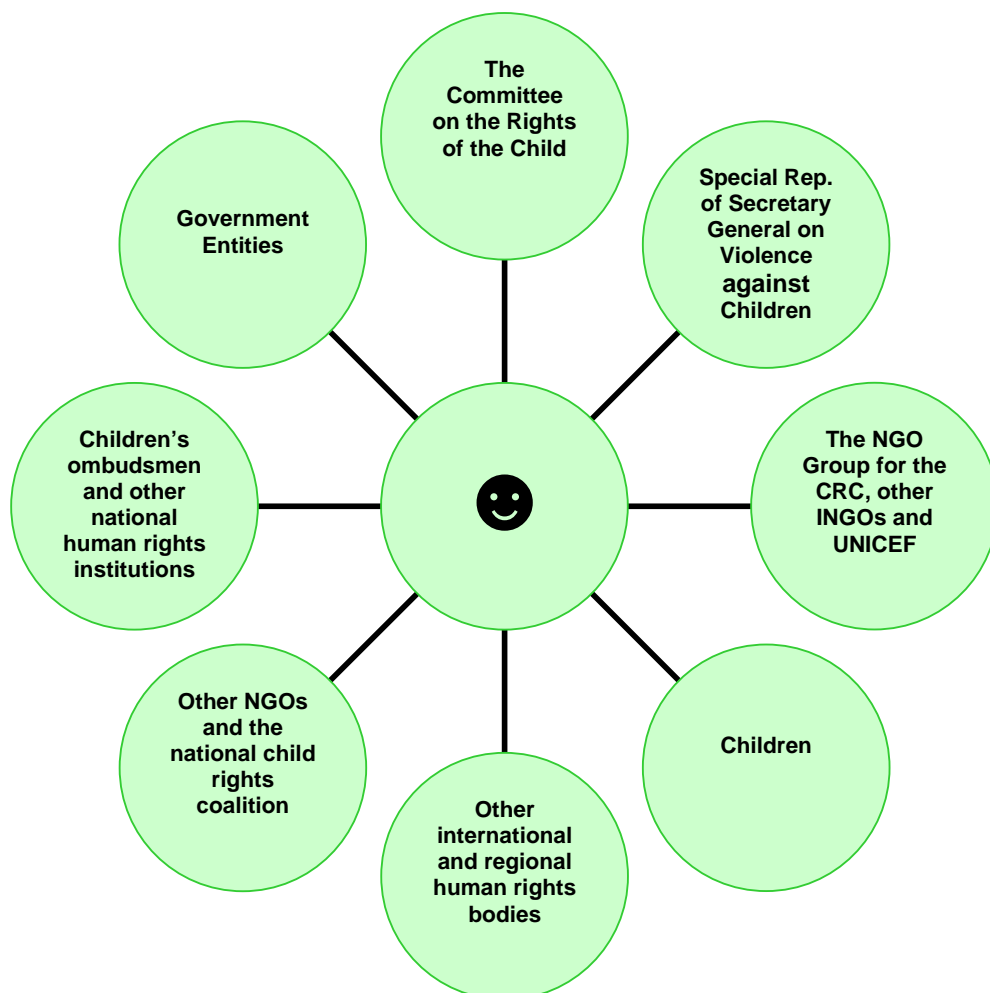 The
Committee
on the Rights
of the Child
Special Rep.
of Secretary
General on
Violence
against
Children
The NGO
Group for the
CRC, other
INGOs and
UNICEF
Children
Other
international
and regional
human rights
bodies
Other NGOs
and the
national child
rights
coalition
Children’s
ombudsmen
and other
national
human rights
institutions
Government
Entities